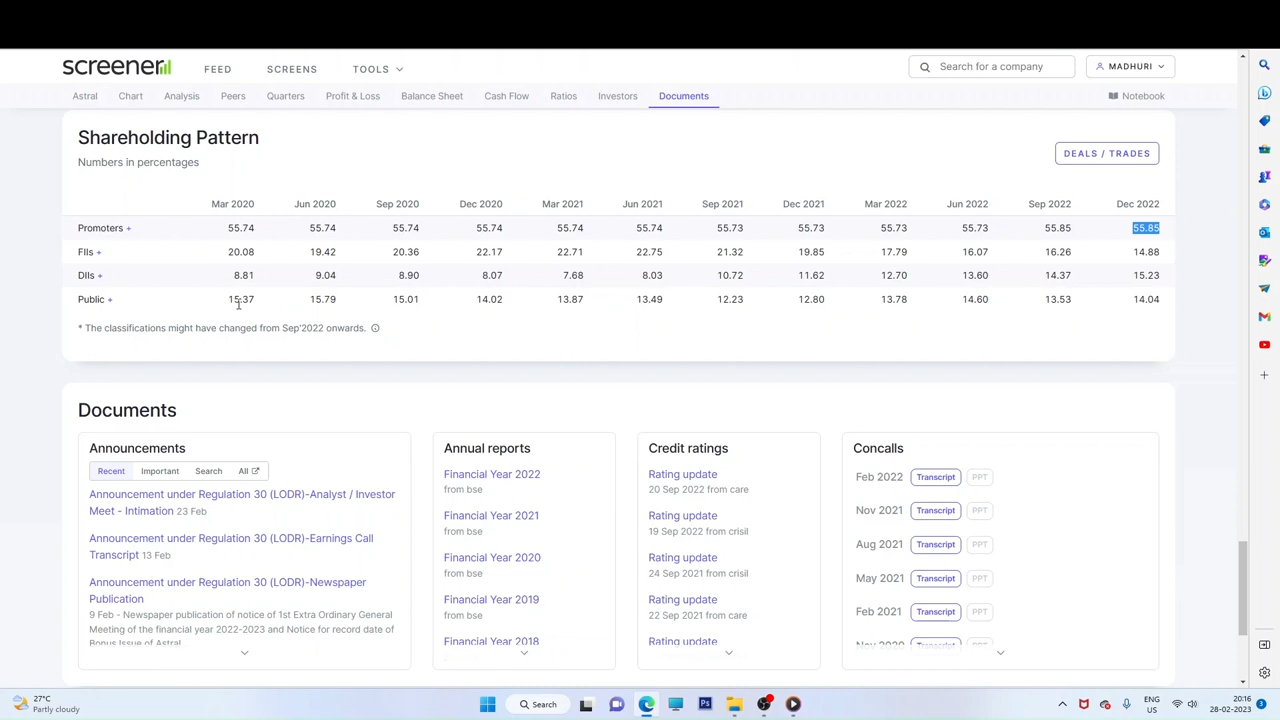 screener FEED SCREENS TOOLS Search for a company MADHURI
Astral Chart Analysis Peers Quarters Profit & Loss Balance Sheet Cash Flow Ratios Investors Documents Notebook
Shareholding Pattern
Numbers in percentages
DEALS / TRADES
Mar 2020 Jun 2020 Sep 2020 Dec 2020 Mar 2021 Jun 2021 Sep 2021 Dec 2021 Mar 2022 Jun 2022 Sep 2022 Dec 2022
Promoters + 55.74 55.74 55.74 55.74 55.74 55.74 55.73 55.73 55.73 55.73 55.85 55.85
FIIs + 20.08 19.42 20.36 22.17 22.71 22.75 21.32 19.85 17.79 16.07 16.26 14.88
DIIs + 8.81 9.04 8.90 8.07 7.68 8.03 10.72 11.62 12.70 13.60 14.37 15.23
Public + 15.37 15.79 15.01 14.02 13.87 13.49 12.23 12.80 13.78 14.60 13.53 14.04
* The classifications might have changed from Sep'2022 onwards.
Documents
Announcements
Recent Important Search All
Announcement under Regulation 30 (LODR)-Analyst / Investor
Meet - Intimation 23 Feb
Announcement under Regulation 30 (LODR)-Earnings Call
Transcript 13 Feb
Announcement under Regulation 30 (LODR)-Newspaper
Publication
9 Feb - Newspaper publication of notice of 1st Extra Ordinary General
Meeting of the financial year 2022-2023 and Notice for record date of
Bonus Issue of Astral
Annual reports
Financial Year 2022
from bse
Financial Year 2021
from bse
Financial Year 2020
from bse
Financial Year 2019
from bse
Financial Year 2018
Credit ratings
Rating update
20 Sep 2022 from care
Rating update
19 Sep 2022 from crisil
Rating update
24 Sep 2021 from crisil
Rating update
22 Sep 2021 from care
Rating update
Concalls
Feb 2022 Transcript PPT
Nov 2021 Transcript PPT
Aug 2021 Transcript PPT
May 2021 Transcript PPT
Feb 2021 Transcript PPT
Nov 2020 Transcript PPT
27°C
Partly cloudy
Search
ENG
US
20:16
28-02-2023
3